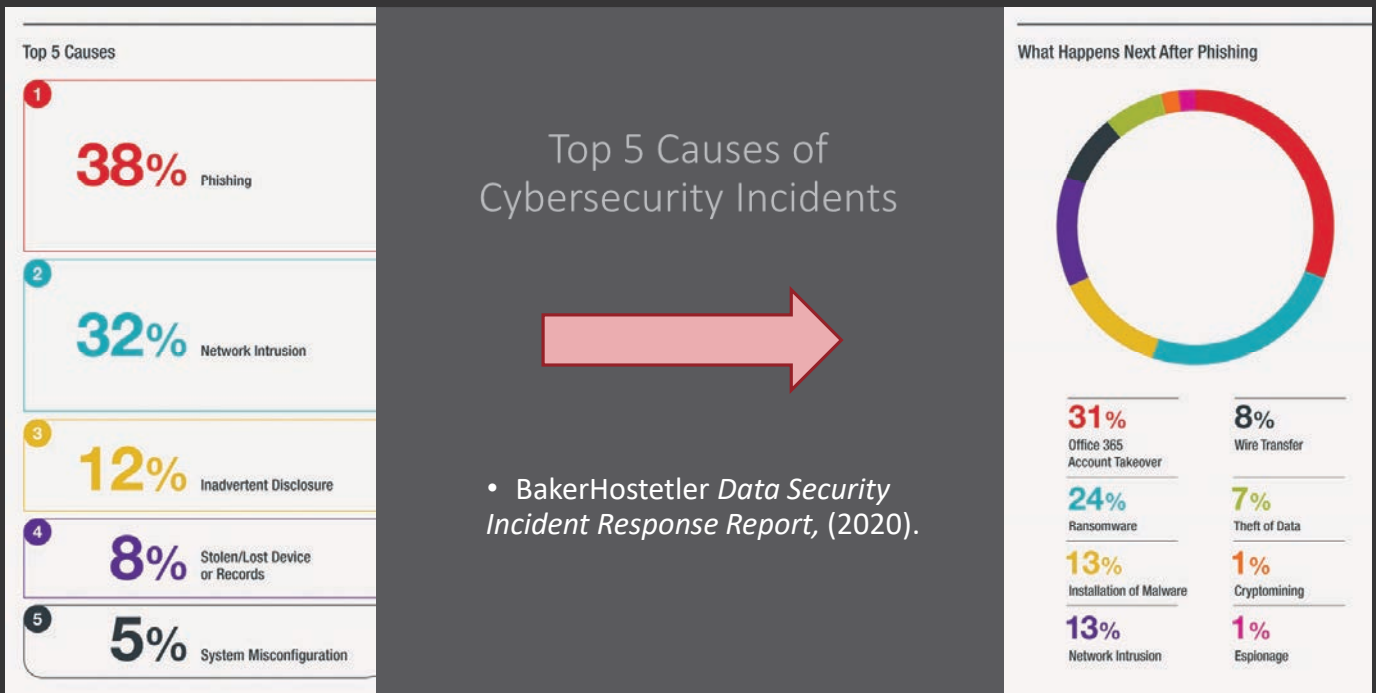 Top 5 Causes
1
38% Phishing
2
32% Network Intrusion
3
12% Inadvertent Disclosure
4
8% Stolen/Lost Device
or Records
5
5% System Misconfiguration
Top 5 Causes of
Cybersecurity Incidents
• BakerHostetler Data Security
Incident Response Report, (2020).
What Happens Next After Phishing
31%
Office 365
Account Takeover
24%
Ransomware
13%
Installation of Malware
13%
Network Intrusion
8%
Wire Transfer
7%
Theft of Data
1%
Cryptomining
1%
Espionage